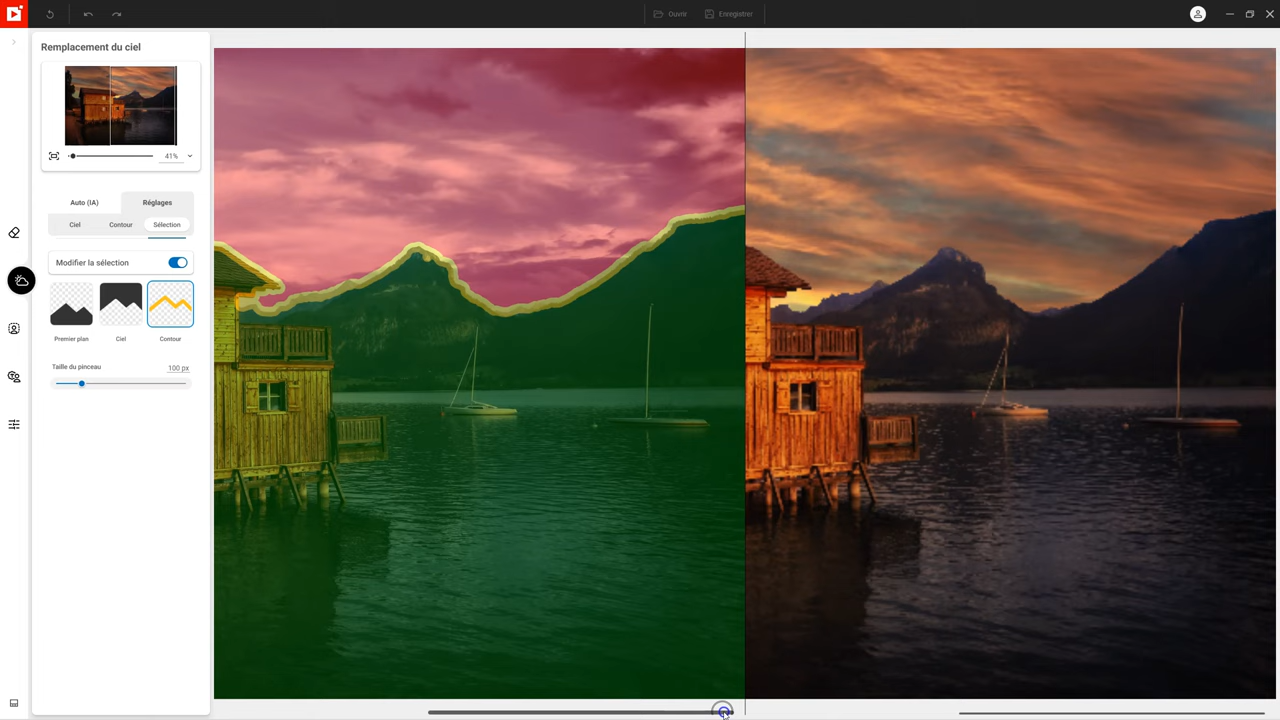 Ouvrir
Enregistrer
Remplacement du ciel
41%
Auto (IA)
Réglages
Ciel
Contour
Sélection
Modifier la sélection
Premier plan
Ciel
Contour
Taille du pinceau
100 px